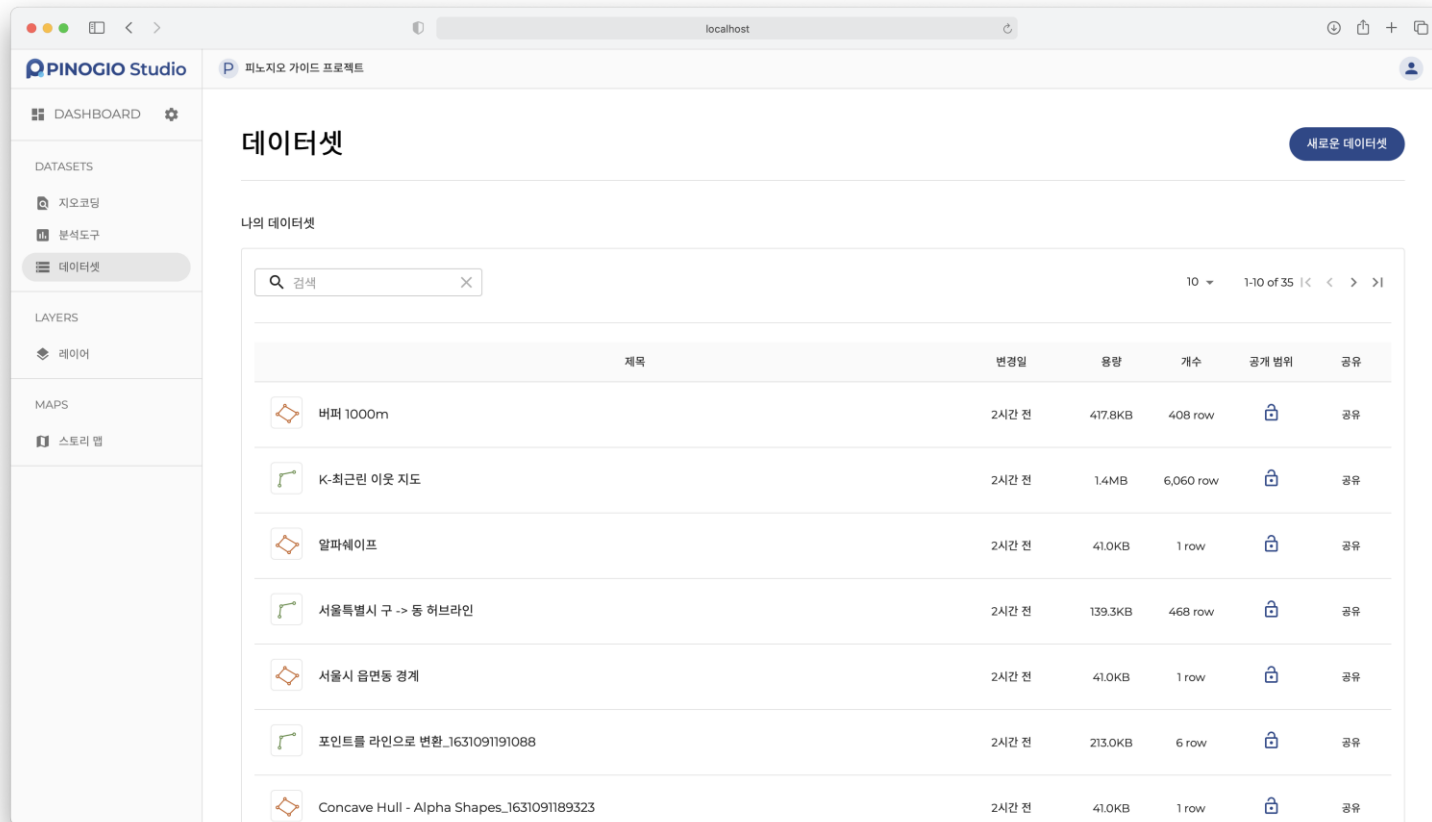 localhost
PINOGIO Studio
P 피노지오 가이드 프로젝트
DASHBOARD
DATASETS
지오코딩
분석도구
데이터셋
LAYERS
레이어
MAPS
스토리 맵
데이터셋
새로운 데이터셋
나의 데이터셋
검색
10
1-10 of 35
제목 변경일 용량 개수 공개 범위 공유
버퍼 1000m 2시간 전 417.8KB 408 row 공유
K-최근린 이웃 지도 2시간 전 1.4MB 6,060 row 공유
알파쉐이프 2시간 전 41.0KB 1 row 공유
서울특별시 구 -> 동 허브라인 2시간 전 139.3KB 468 row 공유
서울시 읍면동 경계 2시간 전 41.0KB 1 row 공유
포인트를 라인으로 변환_1631091191088 2시간 전 213.0KB 6 row 공유
Concave Hull - Alpha Shapes_1631091189323 2시간 전 41.0KB 1 row 공유